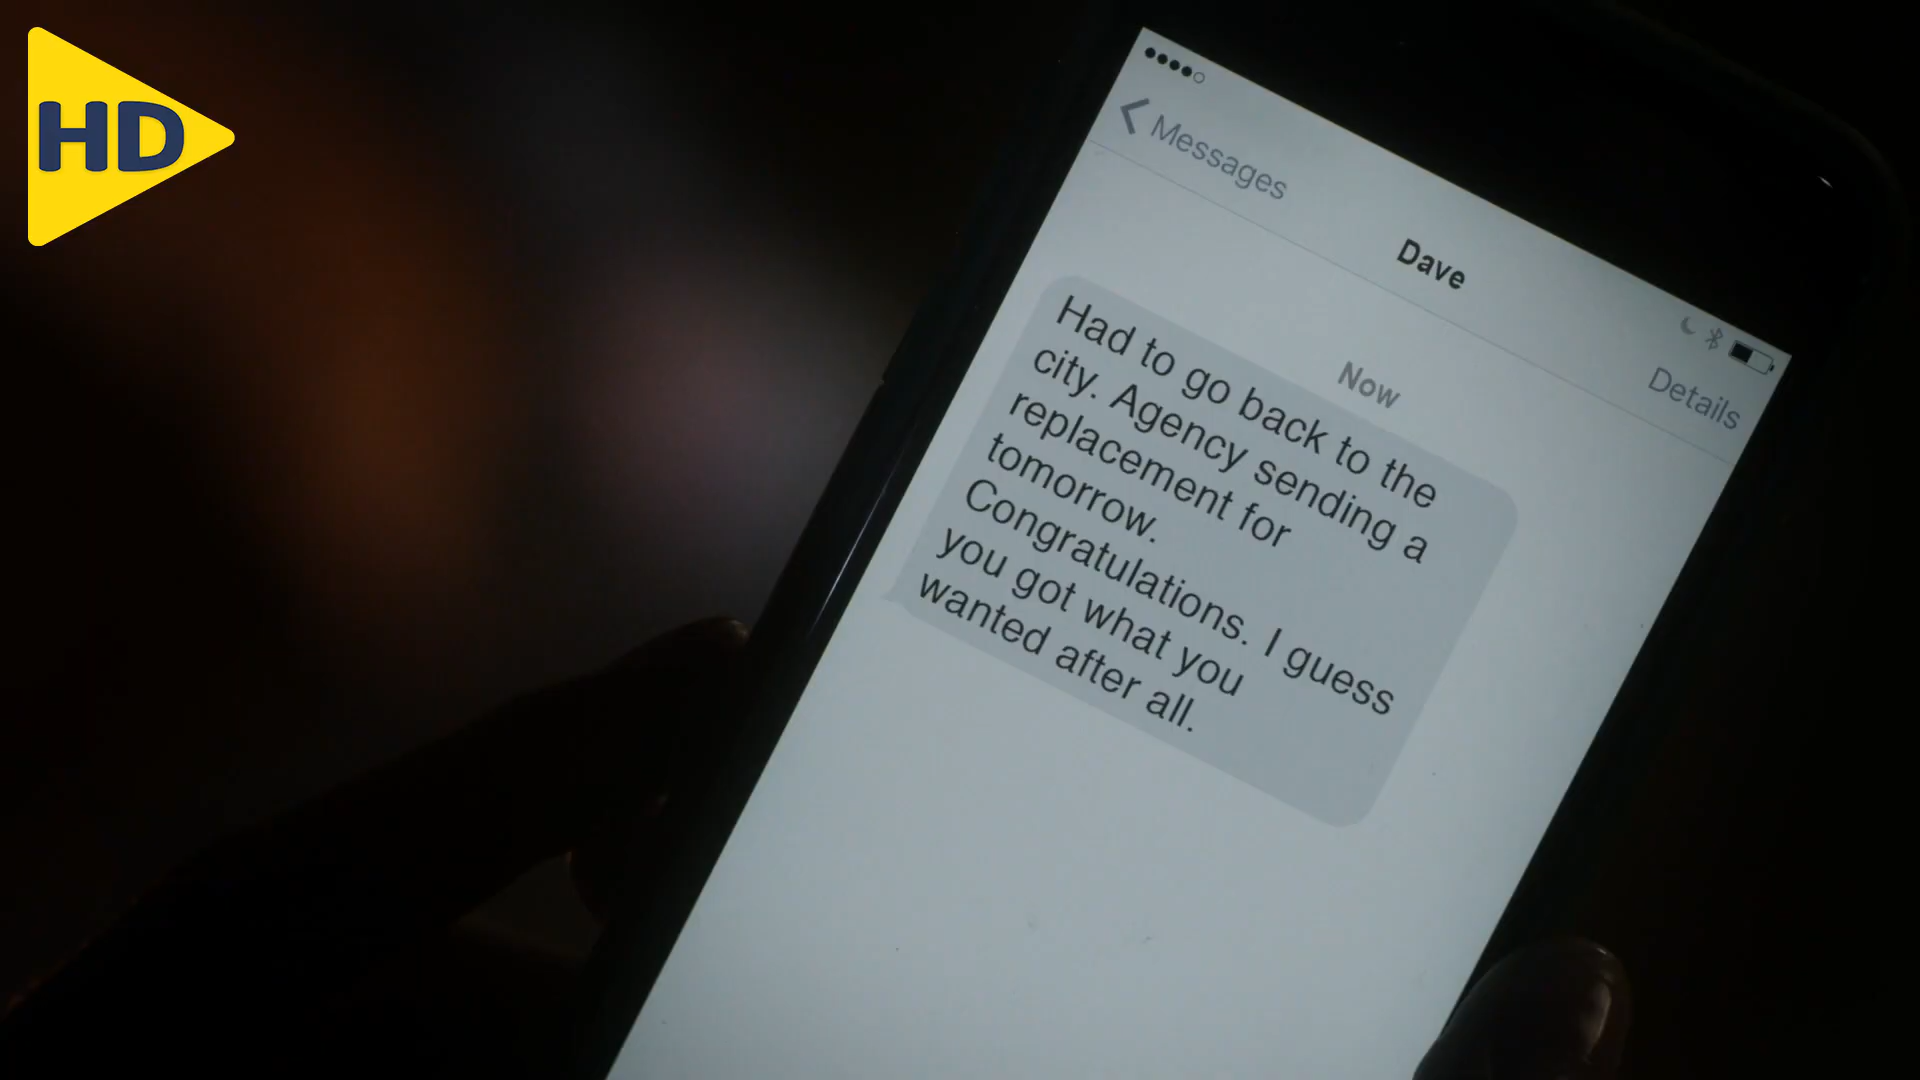 HD
Messages
Dave
Details
Now
Had to go back to the
city. Agency sending a
replacement for
tomorrow.
Congratulations. I guess
you got what you
wanted after all.